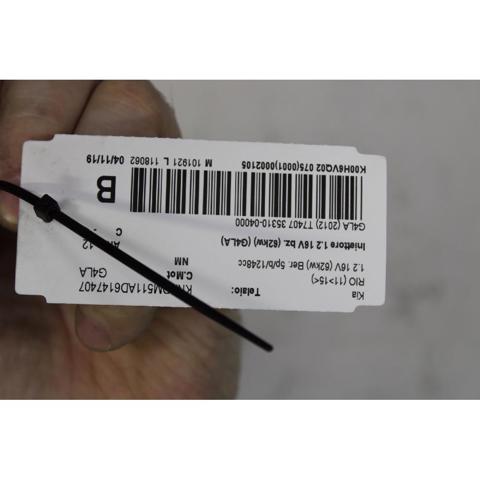 Kia
RIO (11>15<)
1.2 16V (62kw) Ber. 5p/b/1248cc
Telaio:
C.Mot G4LA
NM
Iniettore 1.2 16V bz. (62kw) (G4LA)
G4LA (2012) T7407 35310-04000
B
K00H6VQ02 075(0001)0002105
M 101921 L 118062 04/11/19